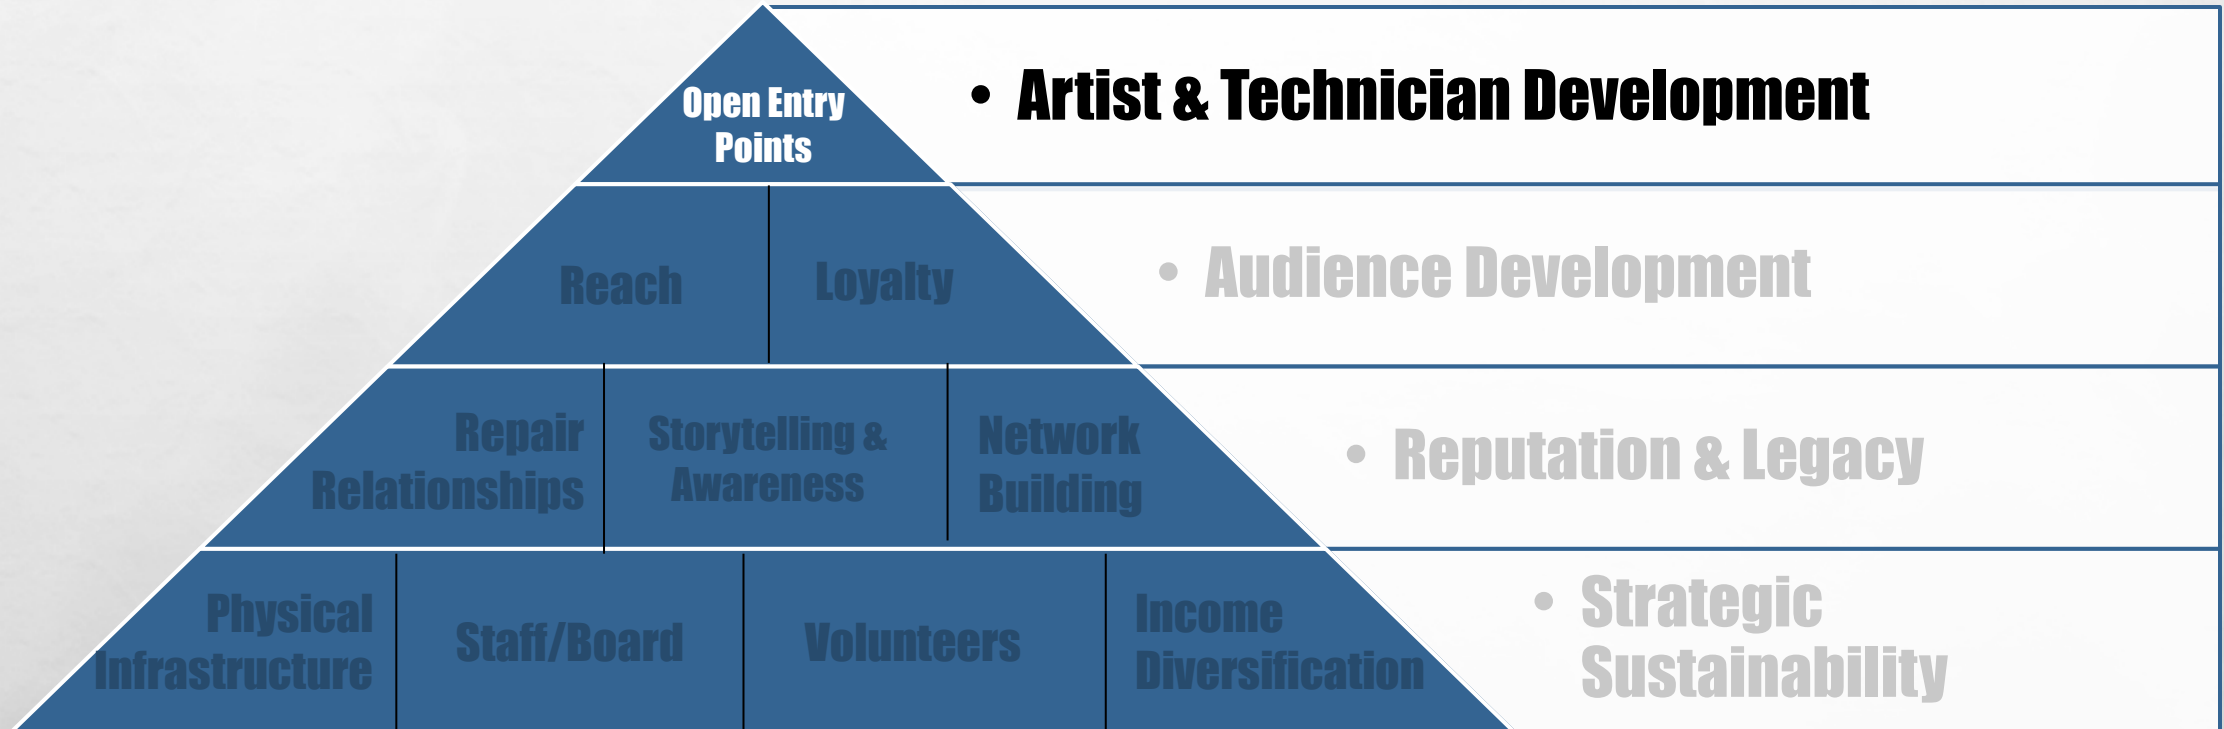 Open Entry
Points
• Artist & Technician Development
Reach
Loyalty
• Audience Development
Repair
Relationships
Storytelling &
Awareness
Network
Building
• Reputation & Legacy
Physical
Infrastructure
Staff/Board
Volunteers
Income
Diversification
• Strategic
Sustainability